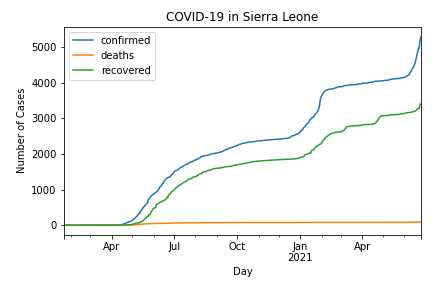 COVID-19 in Sierra Leone
confirmed
deaths
recovered
Number of Cases
5000
4000
3000
2000
1000
0
Apr
Jul
Oct
Jan
2021
Apr
Day